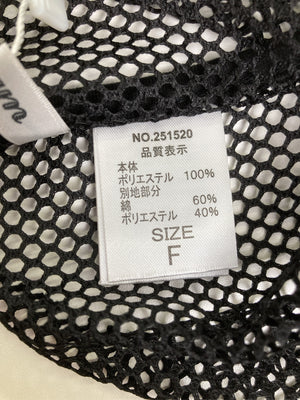 NO.251520
品質表示
本体
ポリエステル 100%
別地部分
綿 60%
ポリエステル 40%
SIZE
F